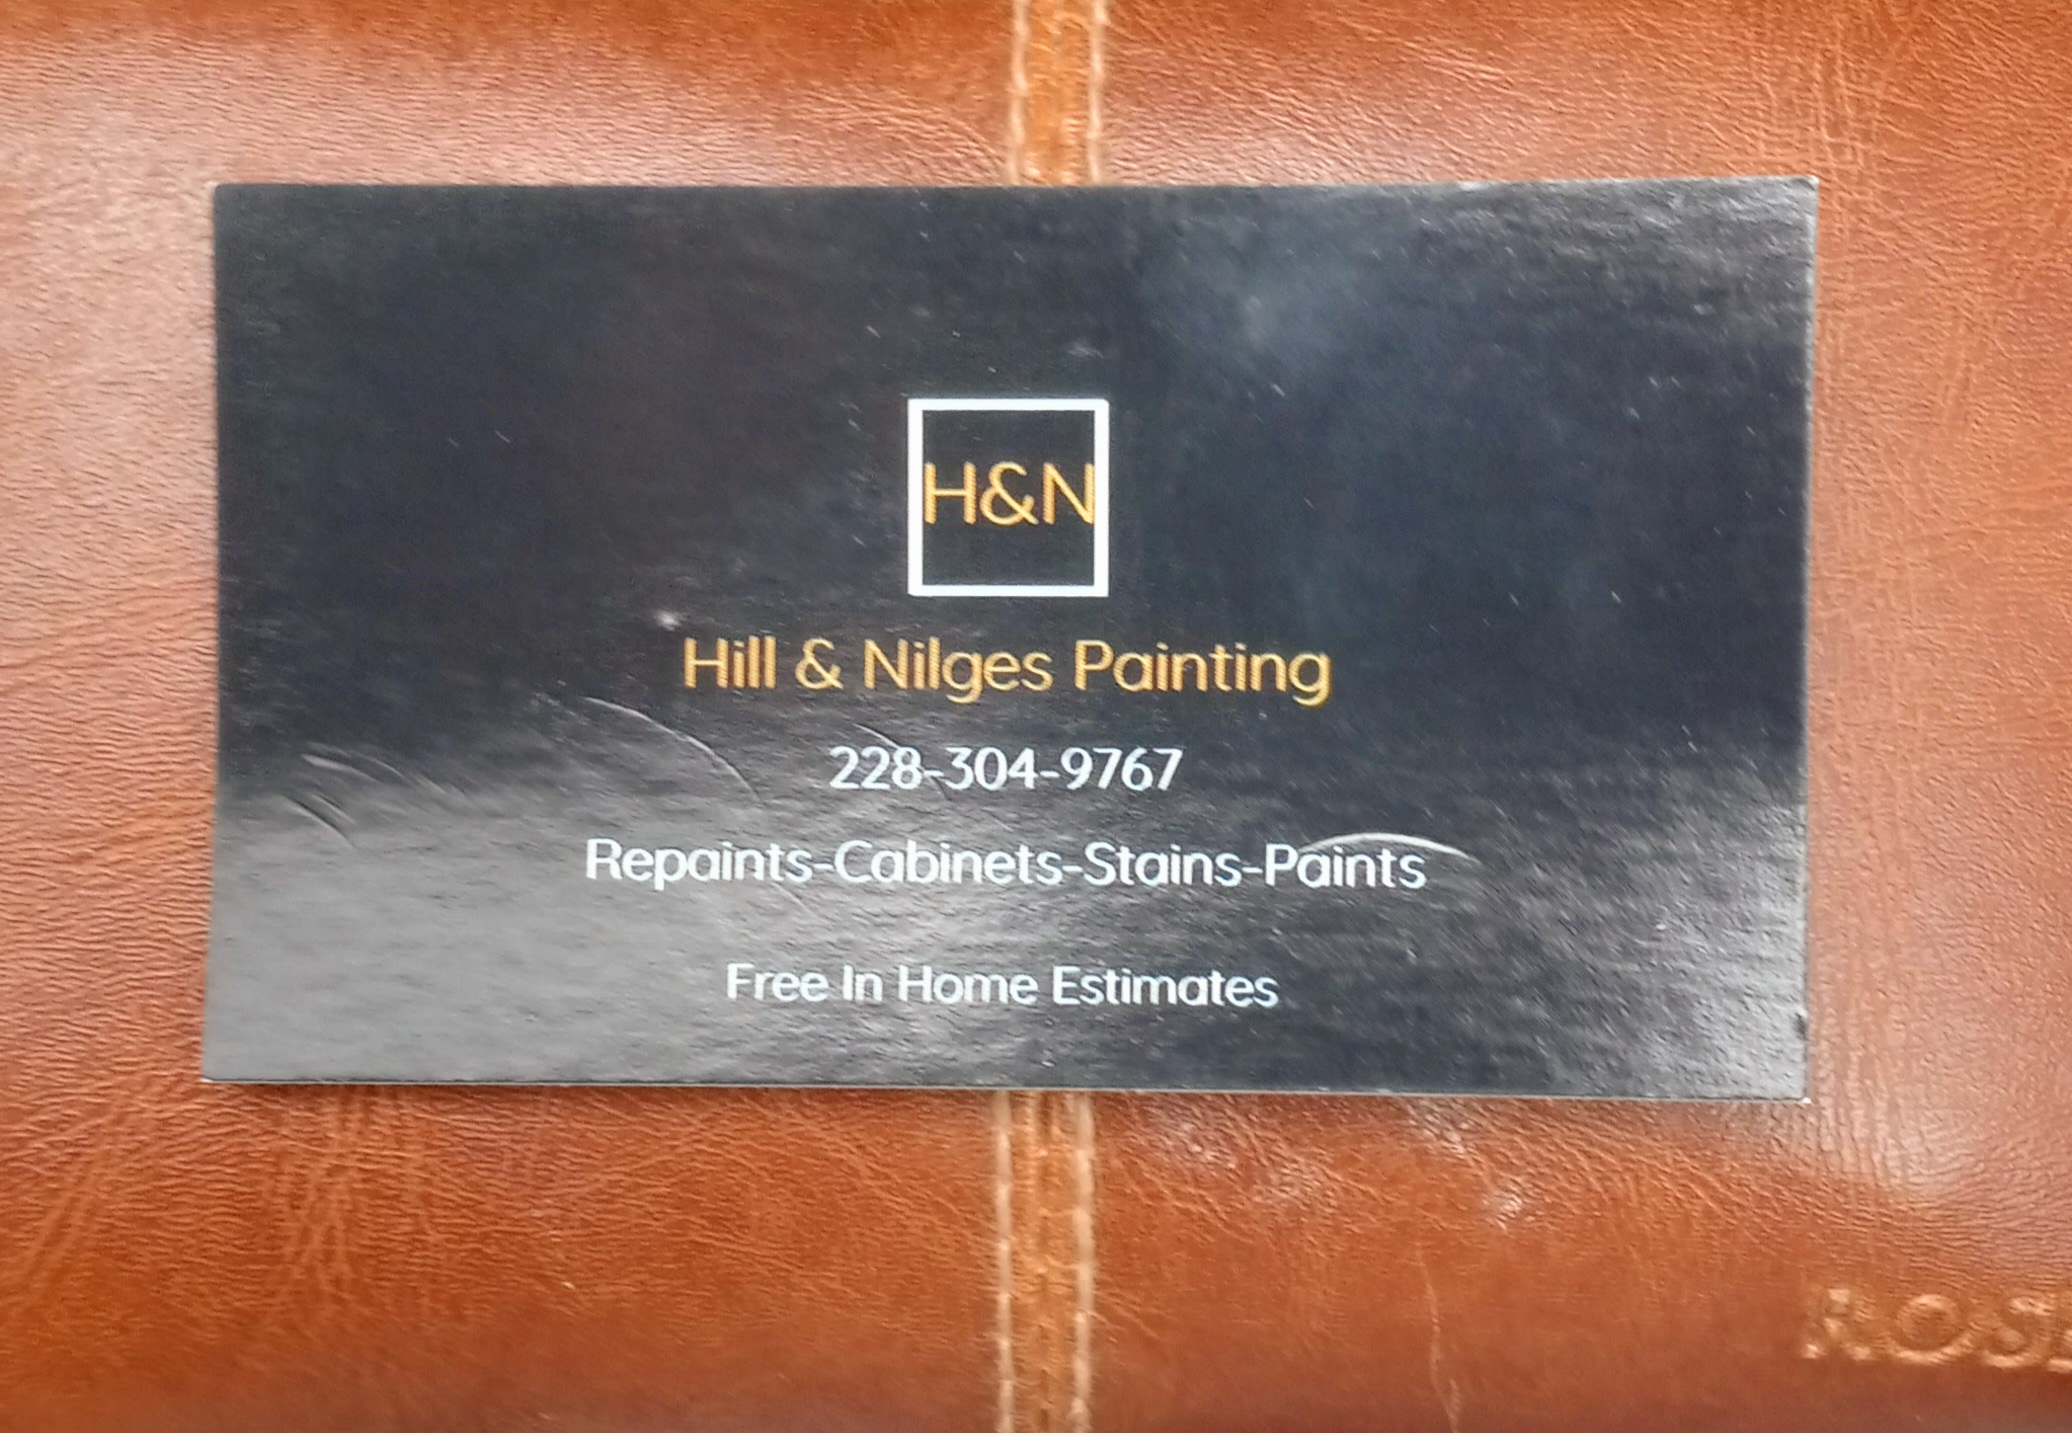 H&N
Hill & Nilges Painting
228-304-9767
Repaints-Cabinets-Stains-Paints
Free In Home Estimates